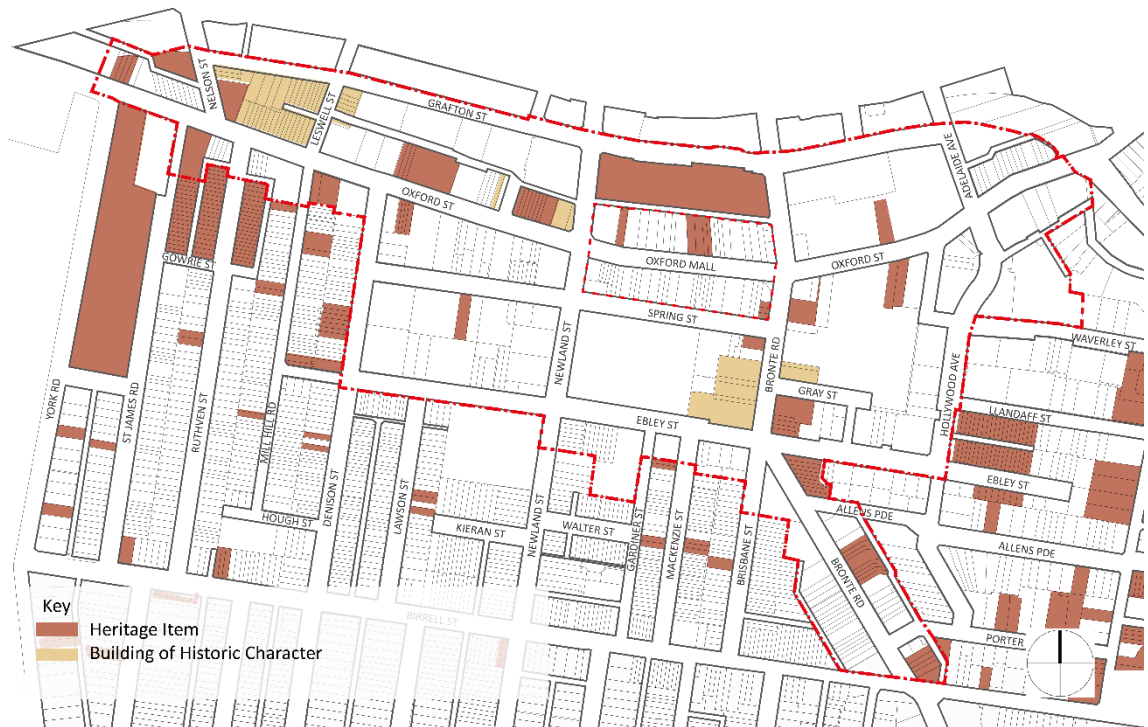 NELSON ST
LESWELL ST
GRAFTON ST
ADELAIDE AVE
OXFORD ST
OXFORD MALL
OXFORD ST
GOWRIE ST
SPRING ST
NEWLAND ST
BRONTE RD
WAVERLEY ST
HOLLYWOOD AVE
GRAY ST
LLANDAFF ST
YORK RD
ST JAMES RD
RUTHVEN ST
MILL HILL RD
EBLEY ST
EBLEY ST
DENISON ST
LAWSON ST
NEWLAND ST
HOUGH ST
KIERAN ST
WALTER ST
GARDINER ST
MACKENZIE ST
BRISBANE ST
ALLENS PDE
ALLENS PDE
BRONTE RD
PORTER
BIRRELL ST
Key
Heritage Item
Building of Historic Character